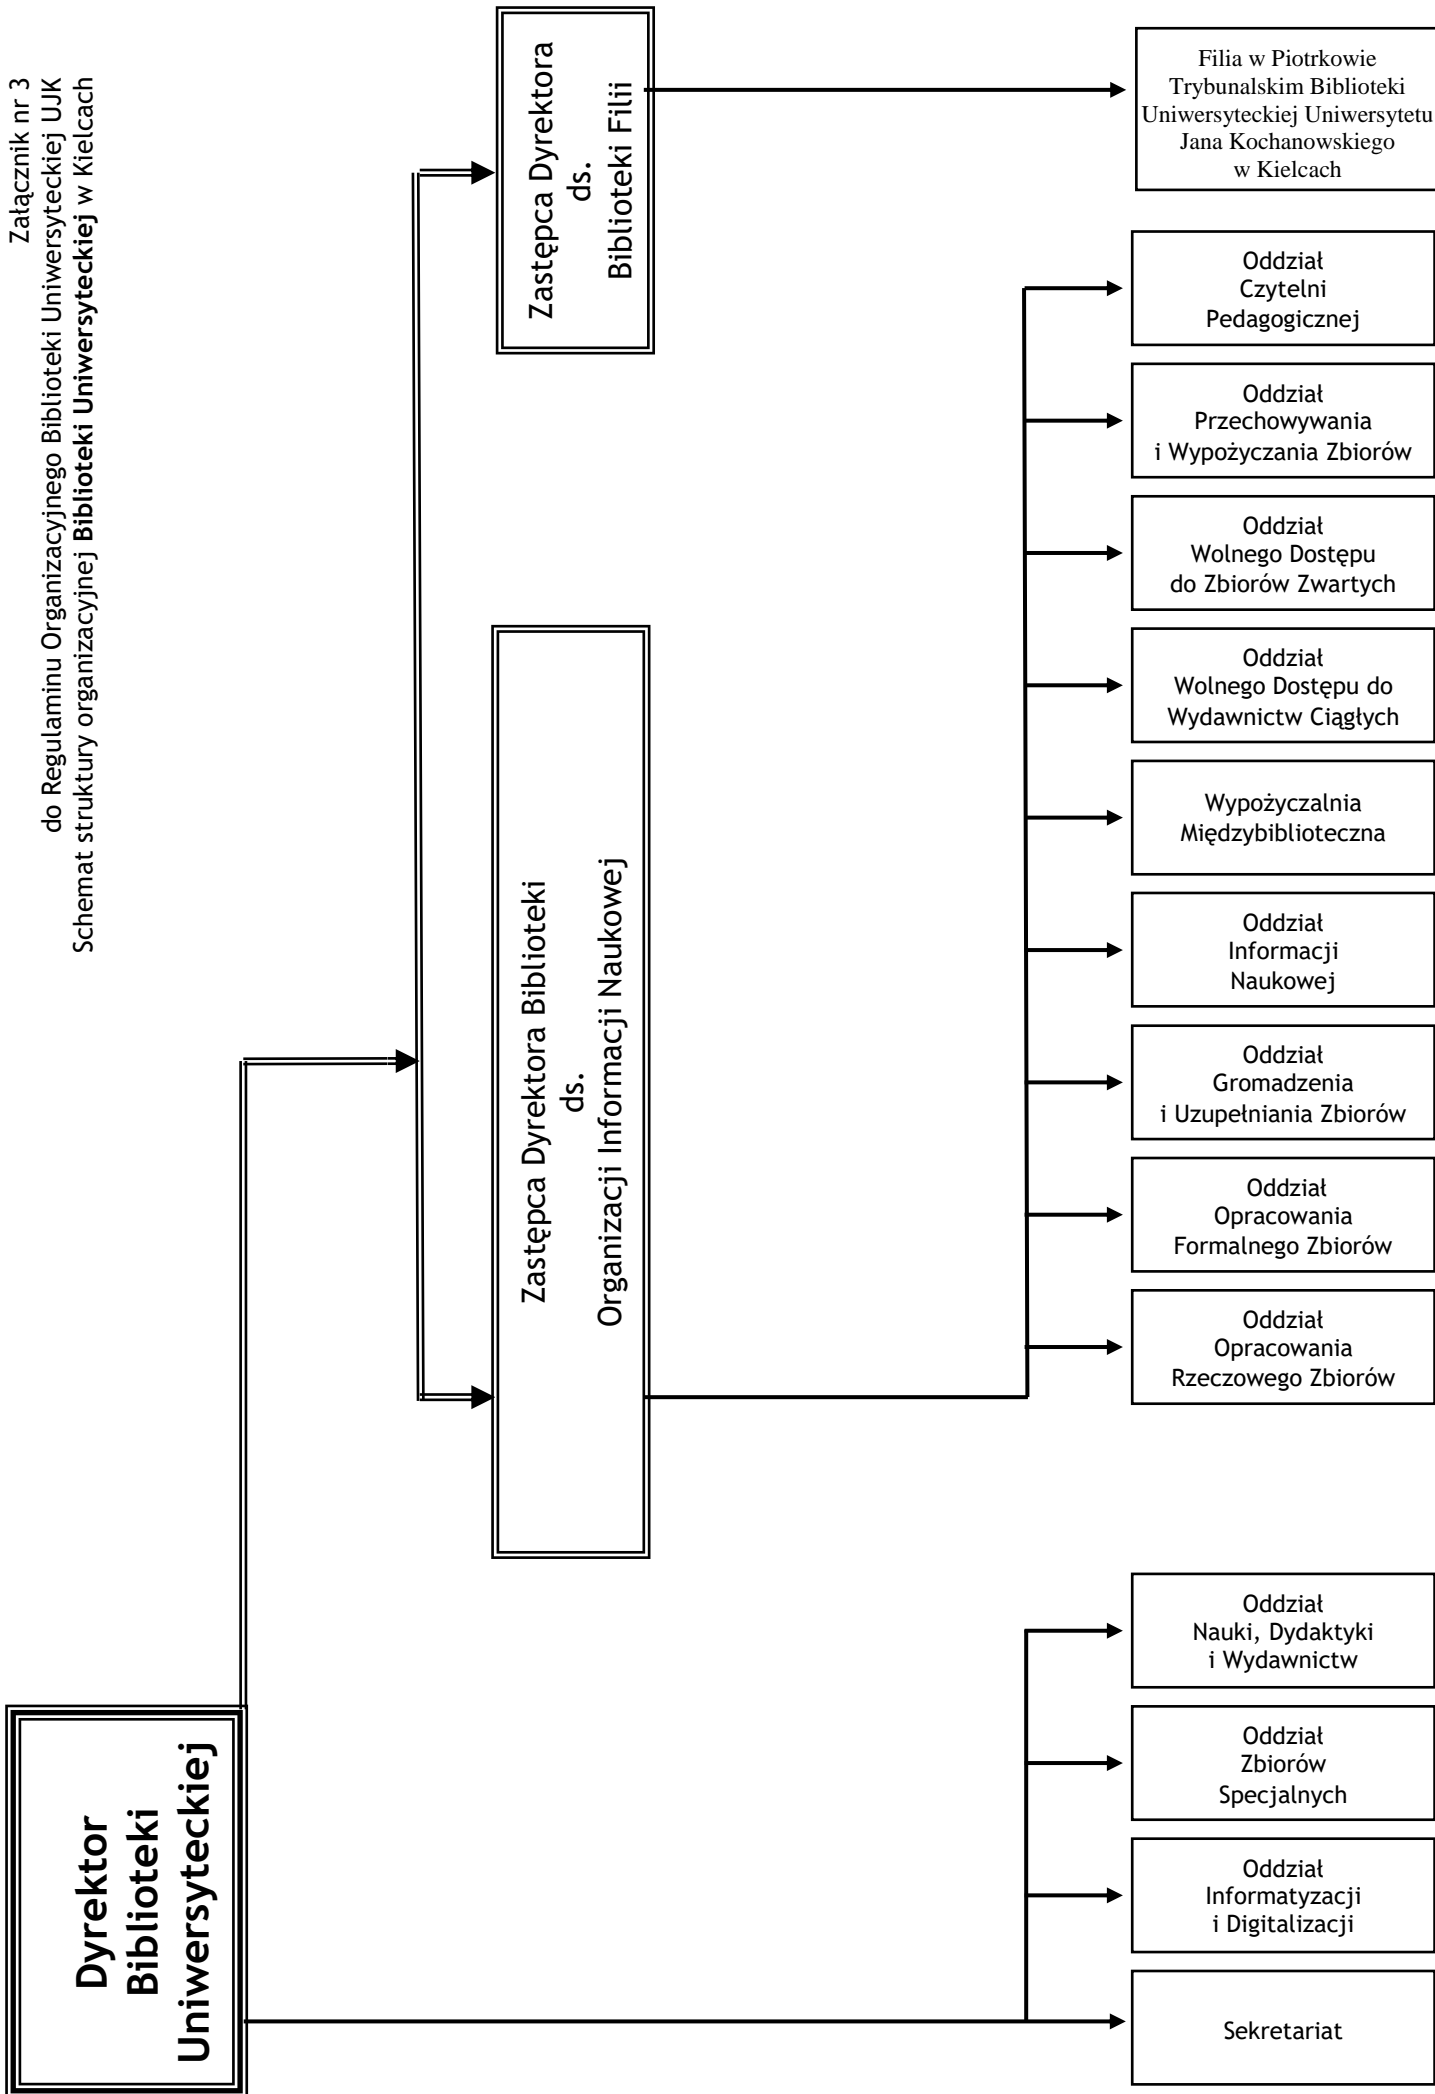 Załącznik nr 3
do Regulaminu Organizacyjnego Biblioteki Uniwersyteckiej UJK
Schemat struktury organizacyjnej Biblioteki Uniwersyteckiej w Kielcach
Dyrektor
Biblioteki
Uniwersyteckiej
Zastępca Dyrektora
ds.
Biblioteki Filii
Zastępca Dyrektora Biblioteki
ds.
Organizacji Informacji Naukowej
Filia w Piotrkowie
Trybunalskim Biblioteki
Uniwersyteckiej Uniwersytetu
Jana Kochanowskiego
w Kielcach
Oddział
Czytelni
Pedagogicznej
Oddział
Przechowywania
i Wypożyczania Zbiorów
Oddział
Wolnego Dostępu
do Zbiorów Zwartych
Oddział
Wolnego Dostępu do
Wydawnictw Ciągłych
Wypożyczalnia
Międzybiblioteczna
Oddział
Informacji
Naukowej
Oddział
Gromadzenia
i Uzupełniania Zbiorów
Oddział
Opracowania
Formalnego Zbiorów
Oddział
Opracowania
Rzeczowego Zbiorów
Oddział
Nauki, Dydaktyki
i Wydawnictw
Oddział
Zbiorów
Specjalnych
Oddział
Informatyzacji
i Digitalizacji
Sekretariat